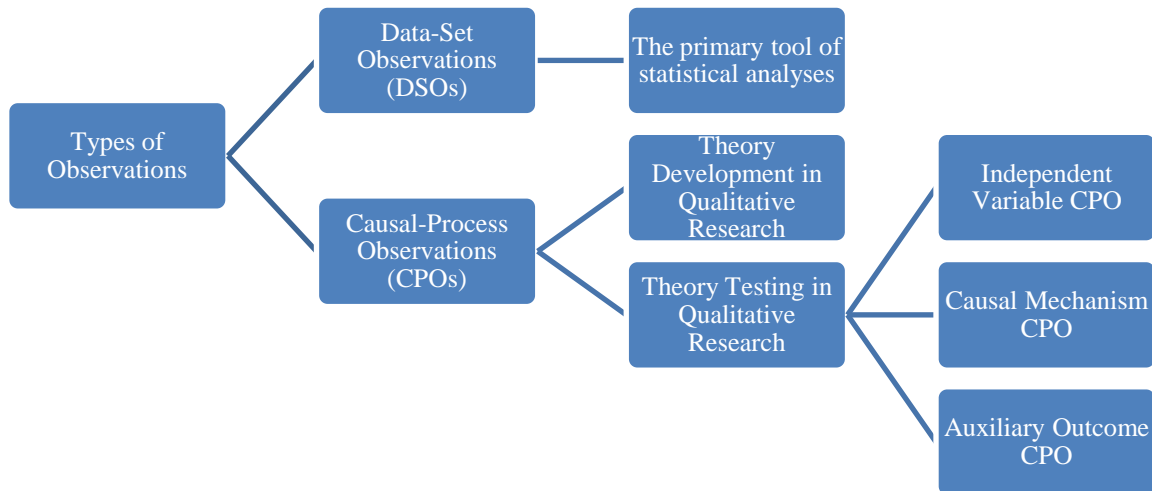 Types of
Observations
Data-Set
Observations
(DSOs)
The primary tool of
statistical analyses
Causal-Process
Observations
(CPOs)
Theory
Development in
Qualitative
Research
Theory Testing in
Qualitative
Research
Independent
Variable CPO
Causal Mechanism
CPO
Auxiliary Outcome
CPO